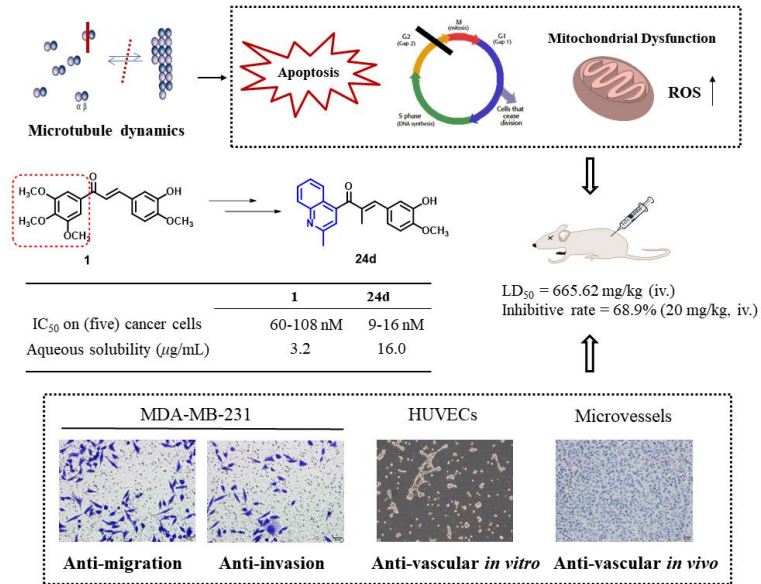 α β
Microtubule dynamics
Apoptosis
G2
(Gap 2)
M
(mitosis)
G1
(Gap 1)
S phase
(DNA synthesis)
Cells that
cease
division
Mitochondrial Dysfunction
ROS
H₃CO
H₃CO
OCH₃
O
OH
OCH₃
1
N
O
OH
OCH₃
24d
1 24d
IC₅₀ on (five) cancer cells 60-108 nM 9-16 nM
Aqueous solubility (μg/mL) 3.2 16.0
LD₅₀ = 665.62 mg/kg (iv.)
Inhibitive rate = 68.9% (20 mg/kg, iv.)
MDA-MB-231 HUVECs Microvessels
Anti-migration Anti-invasion Anti-vascular in vitro Anti-vascular in vivo